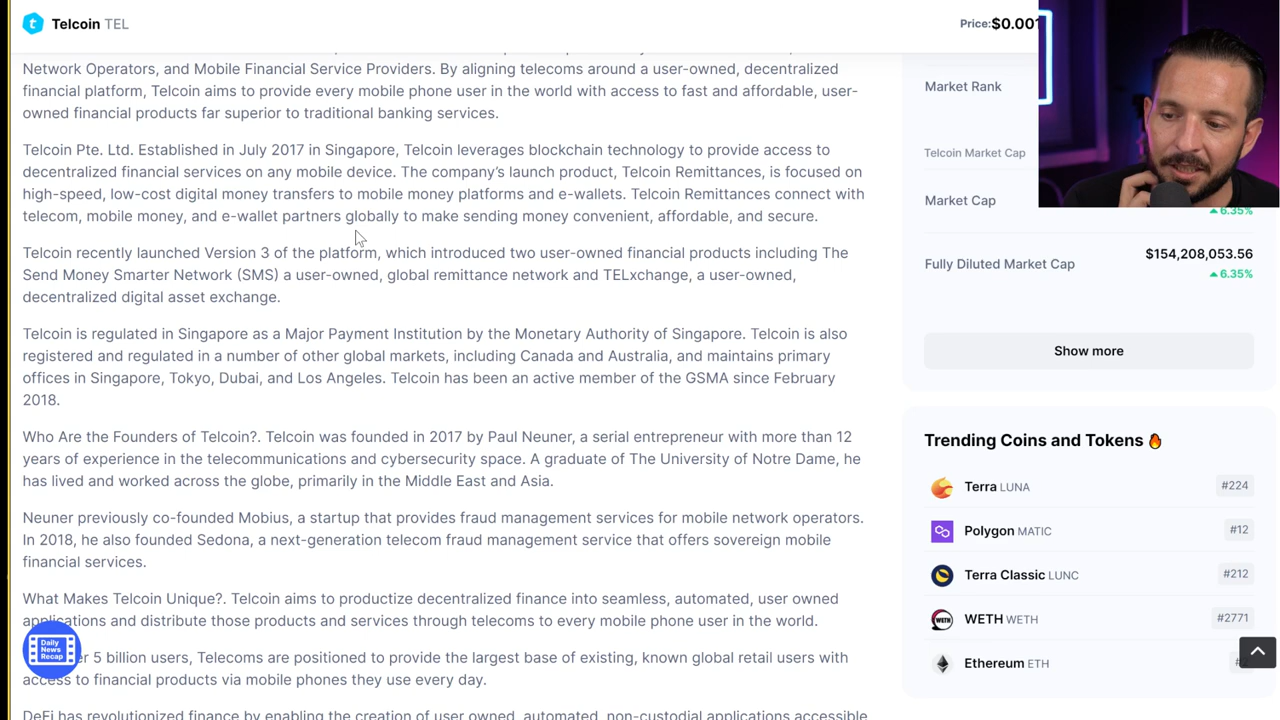 Telcoin TEL
Price:$0.001
Network Operators, and Mobile Financial Service Providers. By aligning telecoms around a user-owned, decentralized
financial platform, Telcoin aims to provide every mobile phone user in the world with access to fast and affordable, user-
owned financial products far superior to traditional banking services.
Telcoin Pte. Ltd. Established in July 2017 in Singapore, Telcoin leverages blockchain technology to provide access to
decentralized financial services on any mobile device. The company's launch product, Telcoin Remittances, is focused on
high-speed, low-cost digital money transfers to mobile money platforms and e-wallets. Telcoin Remittances connect with
telecom, mobile money, and e-wallet partners globally to make sending money convenient, affordable, and secure.
Telcoin recently launched Version 3 of the platform, which introduced two user-owned financial products including The
Send Money Smarter Network (SMS) a user-owned, global remittance network and TELxchange, a user-owned,
decentralized digital asset exchange.
Telcoin is regulated in Singapore as a Major Payment Institution by the Monetary Authority of Singapore. Telcoin is also
registered and regulated in a number of other global markets, including Canada and Australia, and maintains primary
offices in Singapore, Tokyo, Dubai, and Los Angeles. Telcoin has been an active member of the GSMA since February
2018.
Who Are the Founders of Telcoin?. Telcoin was founded in 2017 by Paul Neuner, a serial entrepreneur with more than 12
years of experience in the telecommunications and cybersecurity space. A graduate of The University of Notre Dame, he
has lived and worked across the globe, primarily in the Middle East and Asia.
Neuner previously co-founded Mobius, a startup that provides fraud management services for mobile network operators.
In 2018, he also founded Sedona, a next-generation telecom fraud management service that offers sovereign mobile
financial services.
What Makes Telcoin Unique?. Telcoin aims to productize decentralized finance into seamless, automated, user owned
applications and distribute those products and services through telecoms to every mobile phone user in the world.
5 billion users, Telecoms are positioned to provide the largest base of existing, known global retail users with
access to financial products via mobile phones they use every day.
DeFi has revolutionized finance by enabling the creation of user owned, automated, non-custodial applications accessible
Daily
News
Recap
Market Rank
Telcoin Market Cap
Market Cap
6.35%
Fully Diluted Market Cap
$154,208,053.56
6.35%
Show more
Trending Coins and Tokens
Terra LUNA
#224
Polygon MATIC
#12
Terra Classic LUNC
#212
WETH WETH
#2771
Ethereum ETH